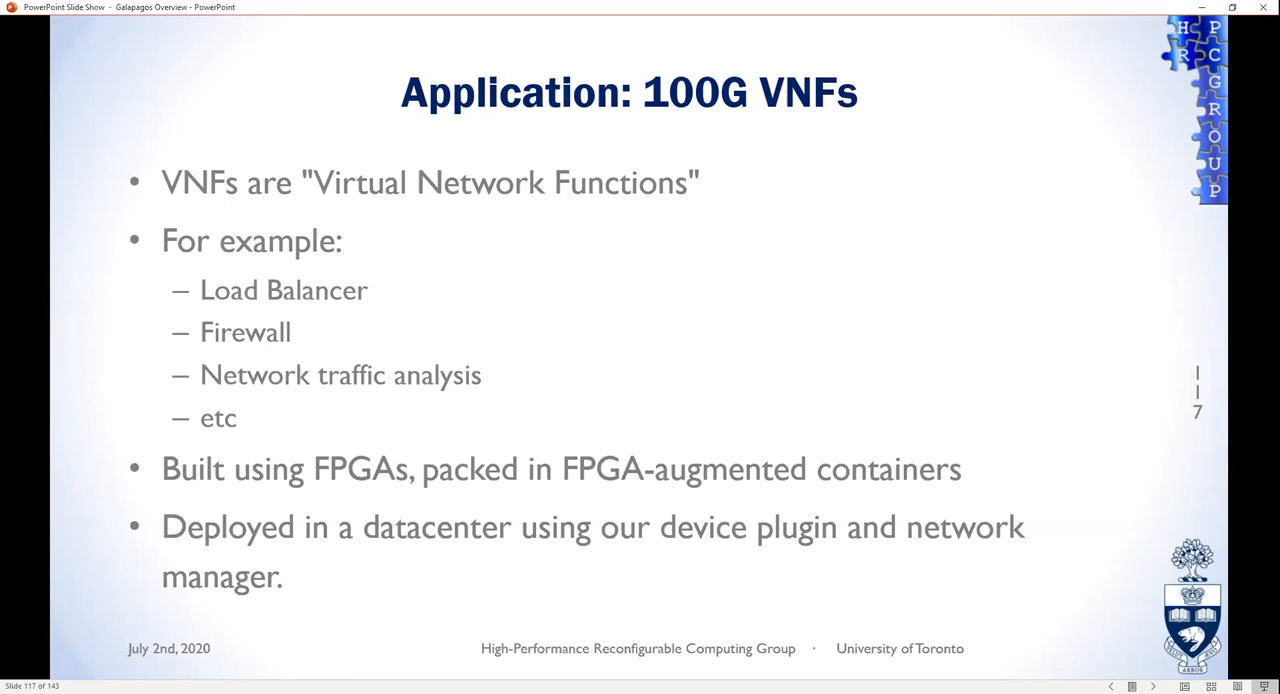 PowerPoint Slide Show - Galapagos Overview - PowerPoint
H P
R C
G
R
O
U
P
Application: 100G VNFs
• VNFs are "Virtual Network Functions"
• For example:
– Load Balancer
– Firewall
– Network traffic analysis
– etc
• Built using FPGAs, packed in FPGA-augmented containers
• Deployed in a datacenter using our device plugin and network
manager.
1
1
7
July 2nd, 2020 High-Performance Reconfigurable Computing Group · University of Toronto
ARBOR
Slide 117 of 143